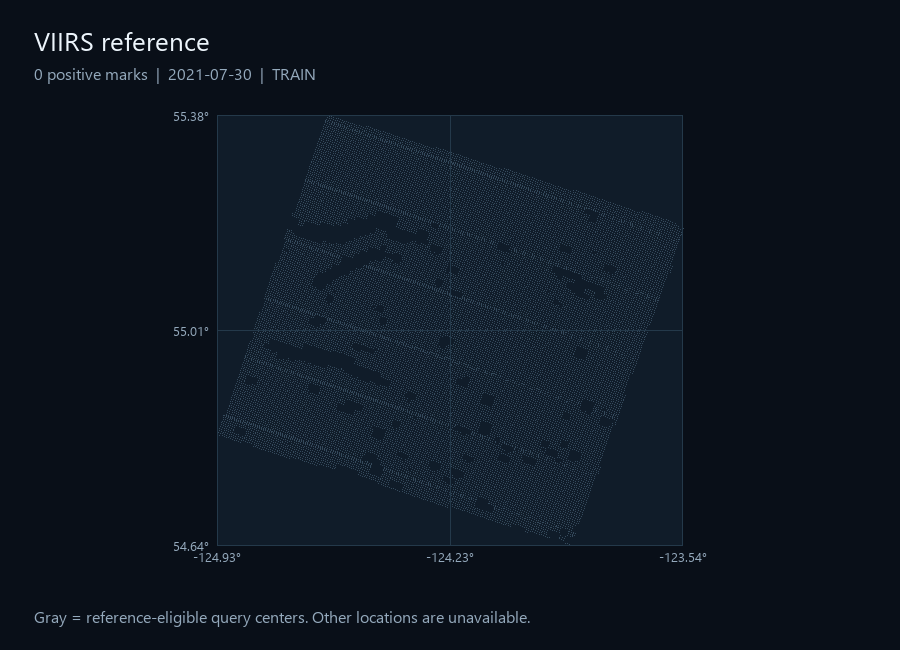 VIIRS reference
0 positive marks | 2021-07-30 | TRAIN
55.38°
55.01°
54.64°
-124.93° -124.23° -123.54°
Gray = reference-eligible query centers. Other locations are unavailable.